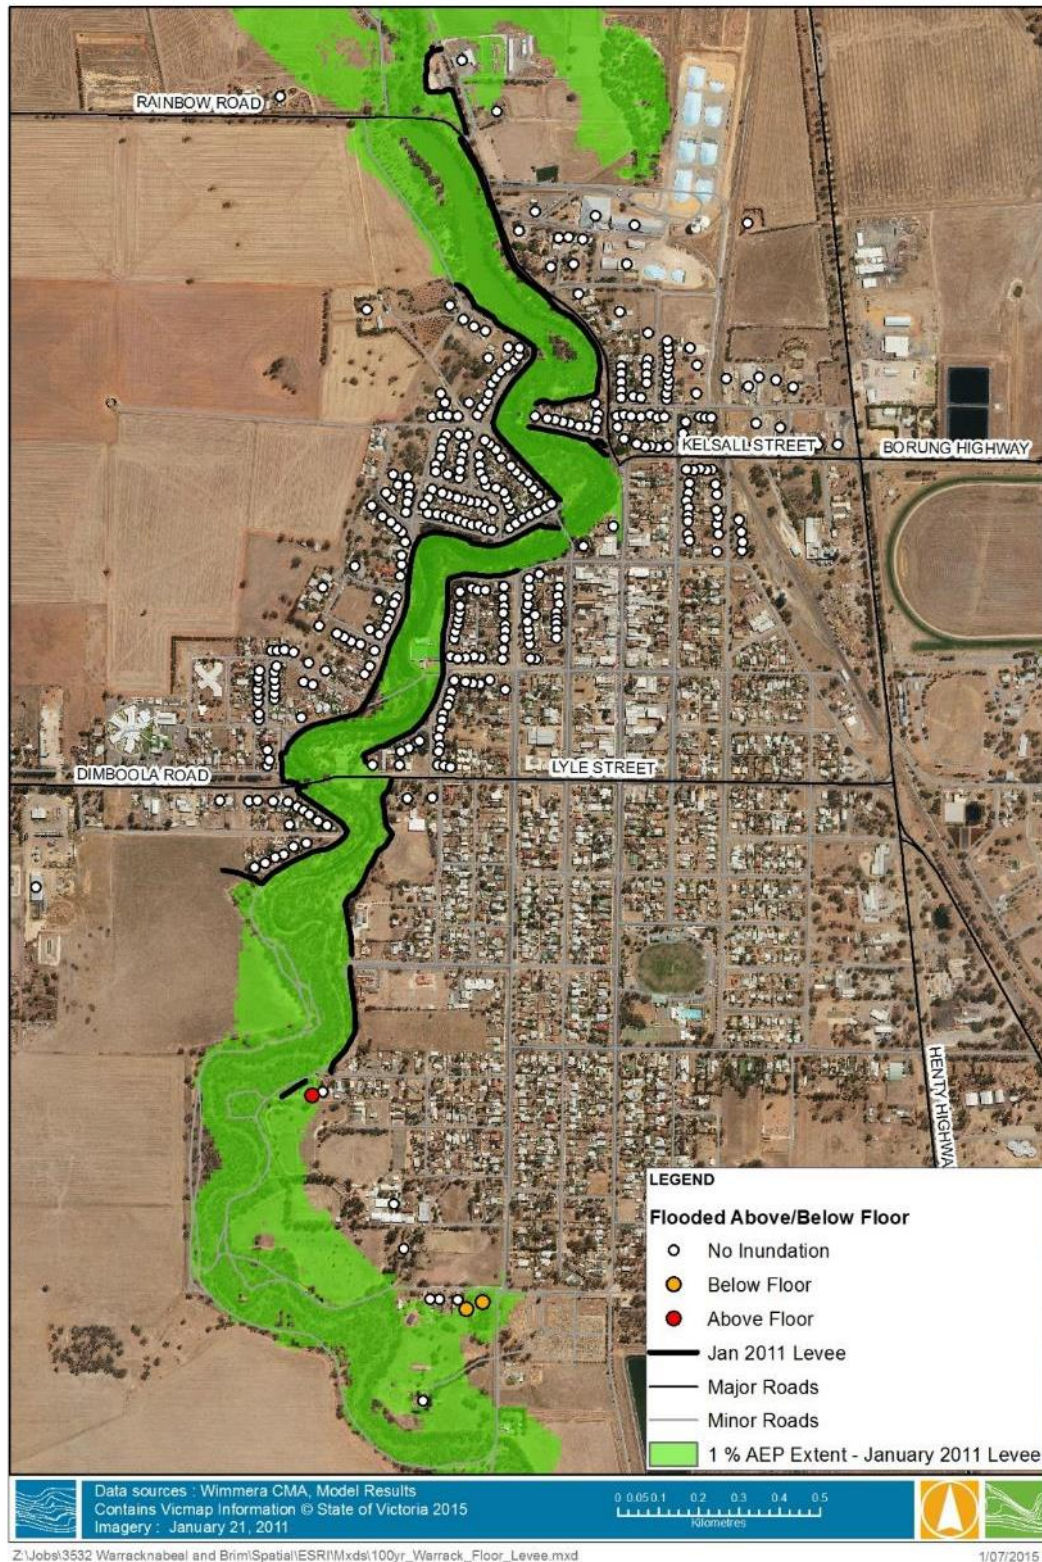 RAINBOW ROAD
KELSALL STREET
BORUNG HIGHWAY
DIMBOOLA ROAD
LYLE STREET
HENTY HIGHWA
LEGEND
Flooded Above/Below Floor
No Inundation
Below Floor
Above Floor
Jan 2011 Levee
Major Roads
Minor Roads
1 % AEP Extent - January 2011 Levee
Data sources : Wimmera CMA, Model Results
Contains Vicmap Information © State of Victoria 2015
Imagery : January 21, 2011
0 0.05 0.1 0.2 0.3 0.4 0.5
Kilometres
Z:\Jobs\3532 Warracknabeal and Brim\Spatial\ESRI\Mxds\100yr_Warrack_Floor_Levee.mxd
1/07/2015